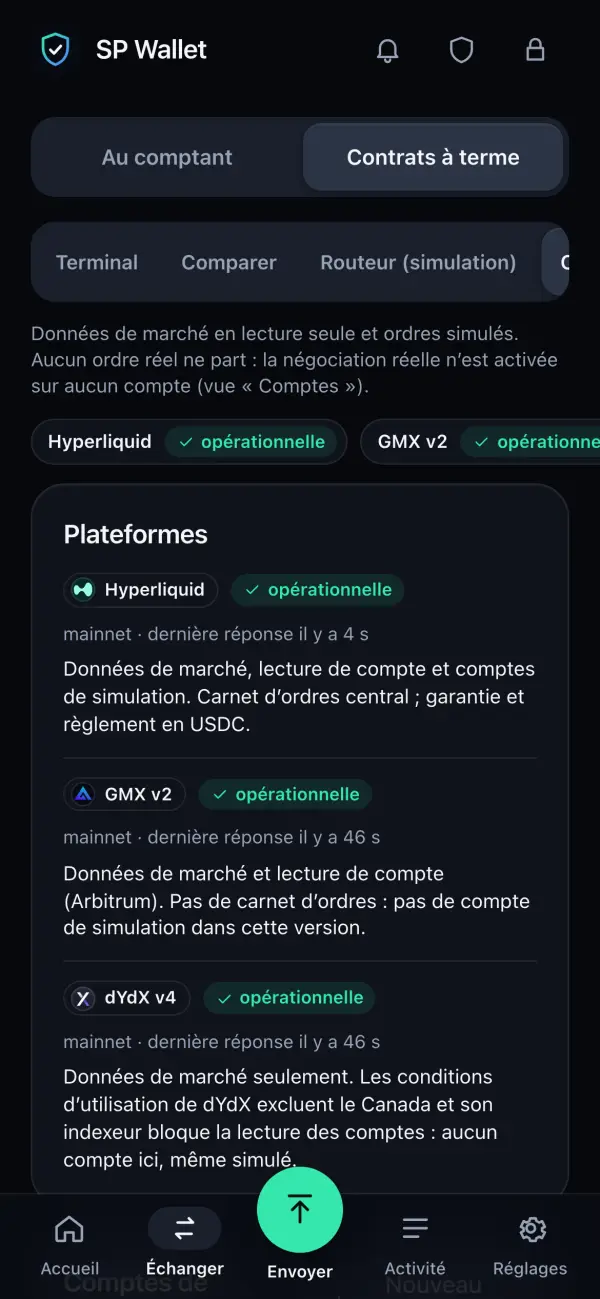 SP Wallet
Au comptant
Contrats à terme
Terminal
Comparer
Routeur (simulation)
Données de marché en lecture seule et ordres simulés.
Aucun ordre réel ne part : la négociation réelle n’est activée
sur aucun compte (vue « Comptes »).
Hyperliquid
opérationnelle
GMX v2
opérationne
Plateformes
Hyperliquid
opérationnelle
mainnet · dernière réponse il y a 4 s
Données de marché, lecture de compte et comptes
de simulation. Carnet d’ordres central ; garantie et
règlement en USDC.
GMX v2
opérationnelle
mainnet · dernière réponse il y a 46 s
Données de marché et lecture de compte
(Arbitrum). Pas de carnet d’ordres : pas de compte
de simulation dans cette version.
dYdX v4
opérationnelle
mainnet · dernière réponse il y a 46 s
Données de marché seulement. Les conditions
d’utilisation de dYdX excluent le Canada et son
indexeur bloque la lecture des comptes : aucun
compte ici, même simulé.
Accueil
Échanger
Envoyer
Activité
Réglages
Comptes de
Nouveau